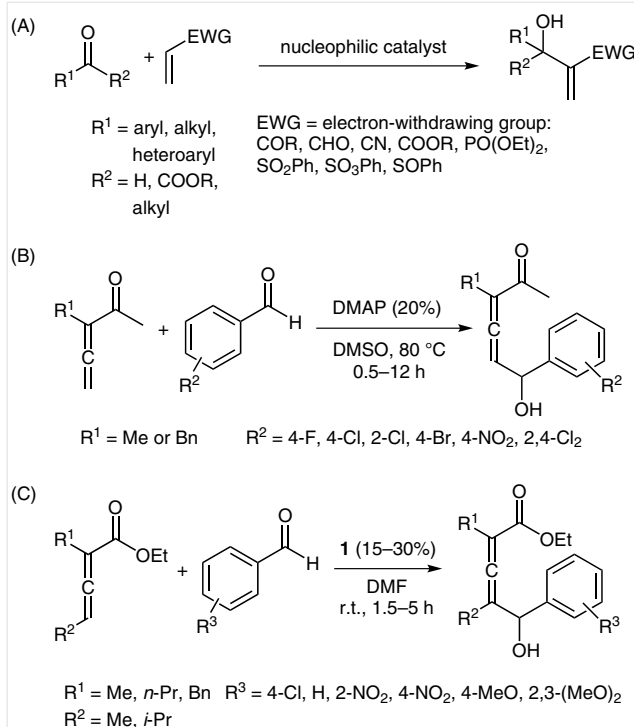 (A)
O
R1 R2
+
EWG
nucleophilic catalyst
OH
R1
R2
EWG
R1 = aryl, alkyl,
heteroaryl
R2 = H, COOR,
alkyl
EWG = electron-withdrawing group:
COR, CHO, CN, COOR, PO(OEt)2,
SO2Ph, SO3Ph, SOPh
(B)
R1 O
C
+
O
H
R2
DMAP (20%)
DMSO, 80 °C
0.5–12 h
R1 O
C
OH
R2
R1 = Me or Bn R2 = 4-F, 4-Cl, 2-Cl, 4-Br, 4-NO2, 2,4-Cl2
(C)
O
R1 OEt
C
R2
+
O
H
R3
1 (15–30%)
DMF
r.t., 1.5–5 h
O
R1 OEt
C
R2
OH
R3
R1 = Me, n-Pr, Bn R3 = 4-Cl, H, 2-NO2, 4-NO2, 4-MeO, 2,3-(MeO)2
R2 = Me, i-Pr